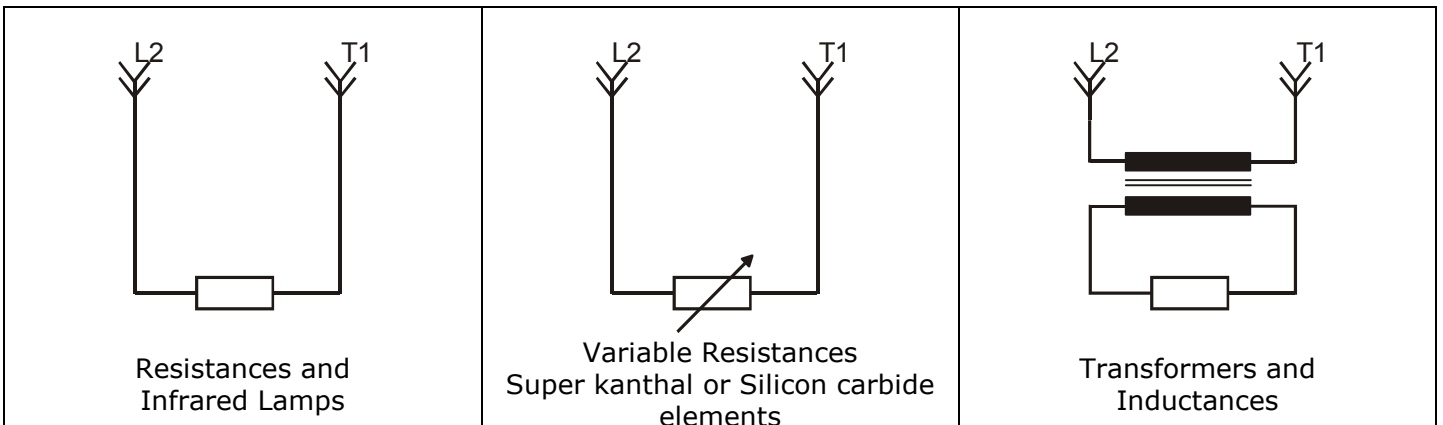 L2 T1
Resistances and
Infrared Lamps
L2 T1
Variable Resistances
Super kanthal or Silicon carbide
elements
L2 T1
Transformers and
Inductances